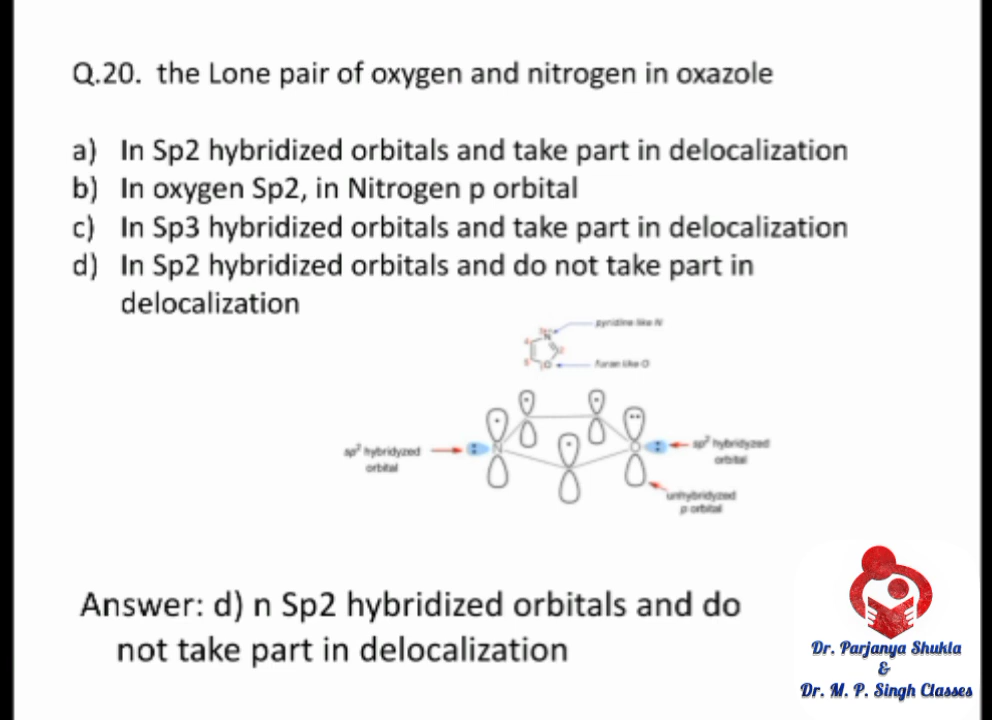 Q.20. the Lone pair of oxygen and nitrogen in oxazole
a) In Sp2 hybridized orbitals and take part in delocalization
b) In oxygen Sp2, in Nitrogen p orbital
c) In Sp3 hybridized orbitals and take part in delocalization
d) In Sp2 hybridized orbitals and do not take part in
delocalization
pyridine like N
furan like O
sp² hybridyzed
orbital
N
O
sp² hybridyzed
orbital
unhybridyzed
p orbital
Answer: d) n Sp2 hybridized orbitals and do
not take part in delocalization
Dr. Parjanya Shukla
&
Dr. M. P. Singh Classes